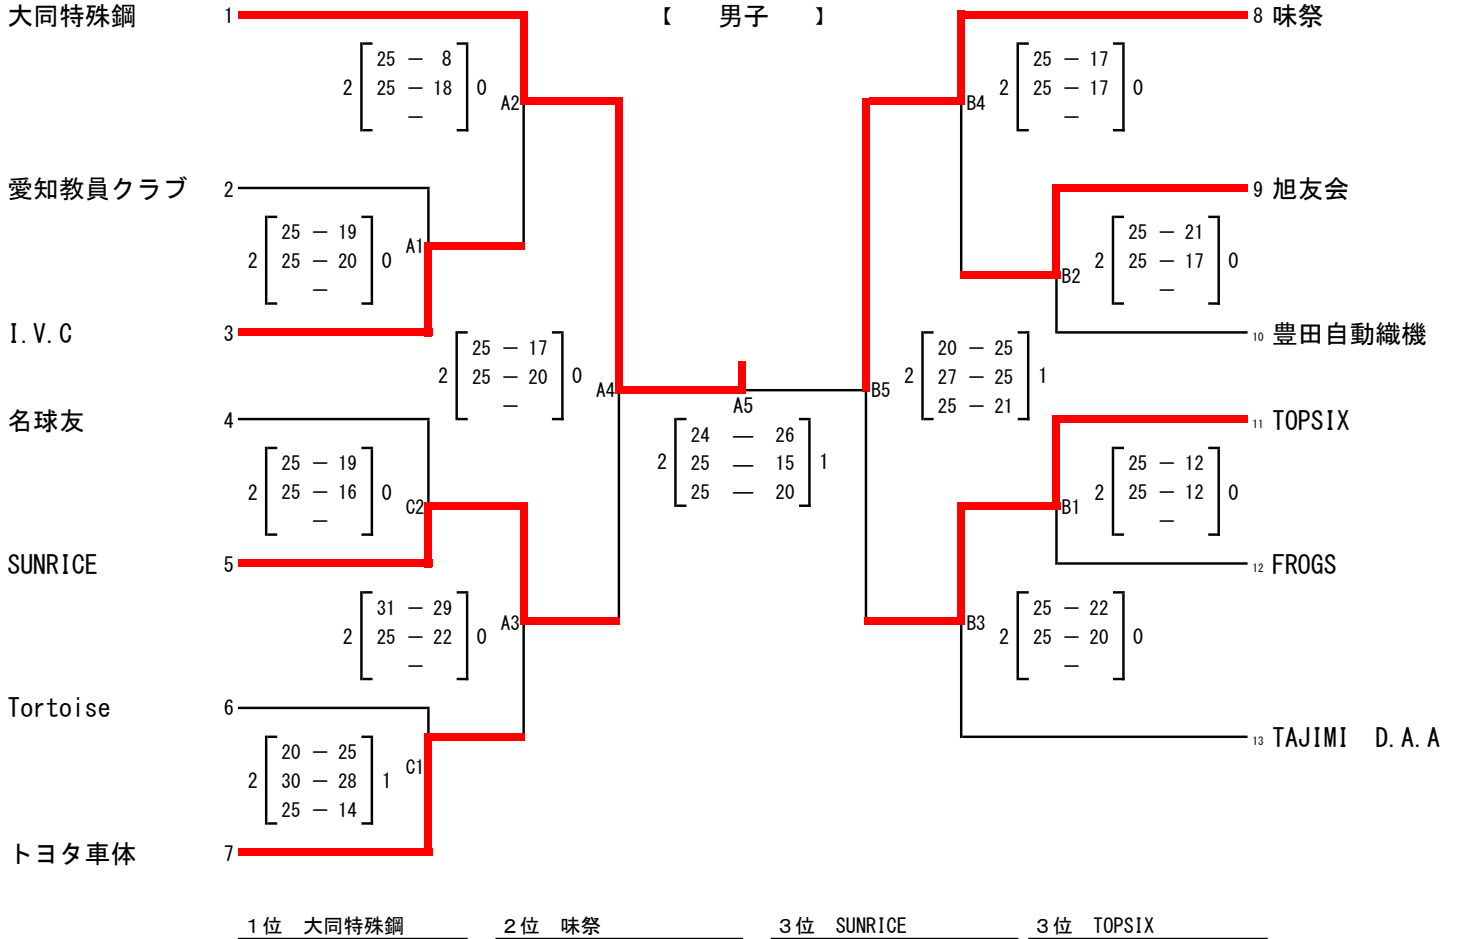 【　男子　】
大同特殊鋼 1
2 25 － 8 0
25 － 18
－
A2
愛知教員クラブ 2
2 25 － 19 0
25 － 20
－
A1
I.V.C 3
2 25 － 17 0
25 － 20
－
A4
名球友 4
2 25 － 19 0
25 － 16
－
C2
SUNRICE 5
2 31 － 29 0
25 － 22
－
A3
Tortoise 6
2 20 － 25 1
30 － 28
25 － 14
C1
トヨタ車体 7
A5
2 24 － 26 1
25 － 15
25 － 20
8 味祭
B4
2 25 － 17 0
25 － 17
－
9 旭友会
B2
2 25 － 21 0
25 － 17
－
10 豊田自動織機
B5
2 20 － 25 1
27 － 25
25 － 21
11 TOPSIX
B1
2 25 － 12 0
25 － 12
－
12 FROGS
B3
2 25 － 22 0
25 － 20
－
13 TAJIMI　D.A.A
１位　大同特殊鋼
２位　味祭
３位　SUNRICE
３位　TOPSIX